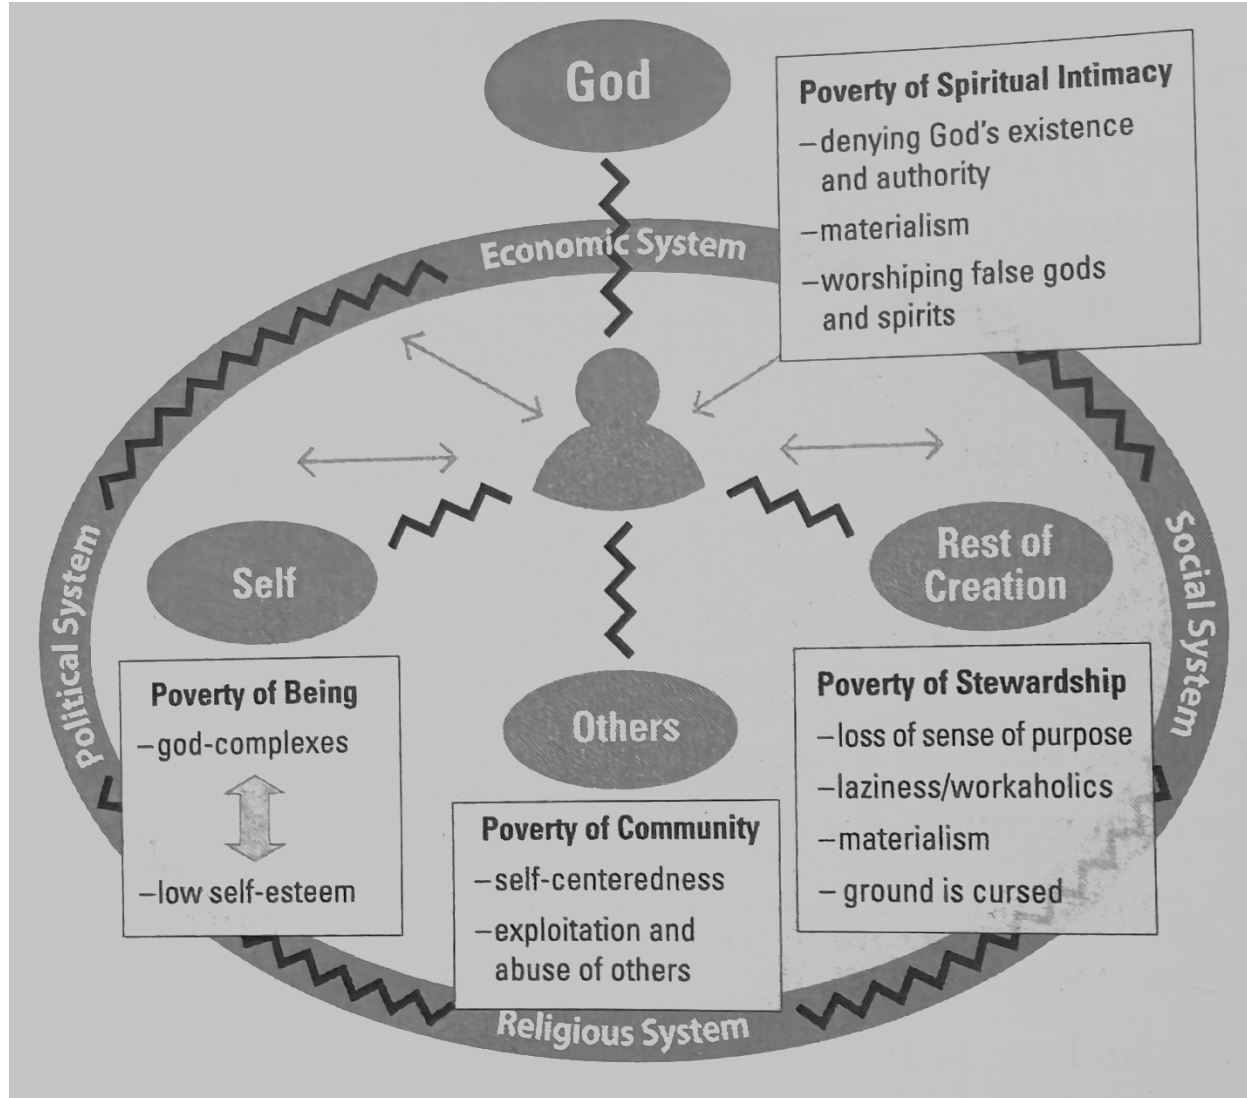 God
Poverty of Spiritual Intimacy
–denying God's existence
and authority
–materialism
–worshiping false gods
and spirits
Economic System
Political System
Social System
Religious System
Self
Rest of
Creation
Others
Poverty of Being
–god-complexes
–low self-esteem
Poverty of Community
–self-centeredness
–exploitation and
abuse of others
Poverty of Stewardship
–loss of sense of purpose
–laziness/workaholics
–materialism
–ground is cursed